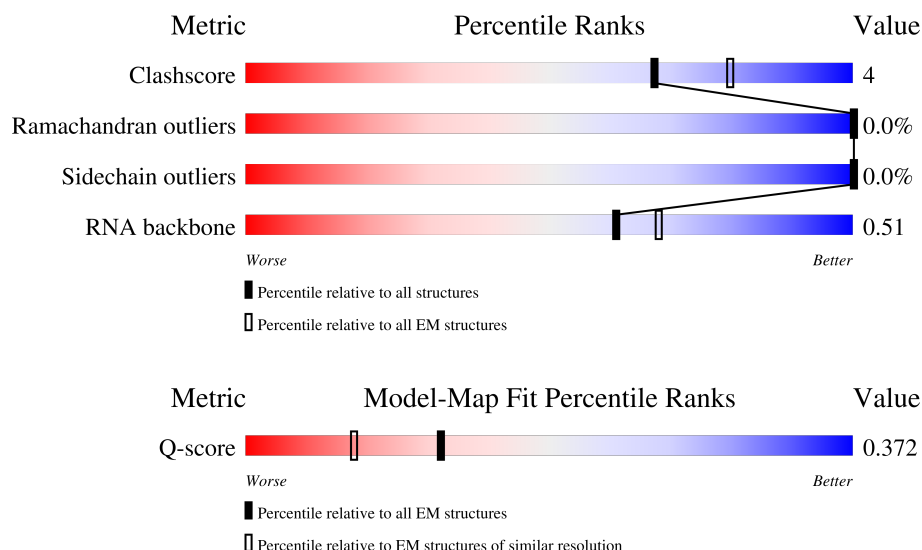 Metric Percentile Ranks Value
Clashscore 4
Ramachandran outliers 0.0%
Sidechain outliers 0.0%
RNA backbone 0.51
Worse Better
Percentile relative to all structures
Percentile relative to all EM structures
Metric Model-Map Fit Percentile Ranks Value
Q-score 0.372
Worse Better
Percentile relative to all EM structures
Percentile relative to EM structures of similar resolution